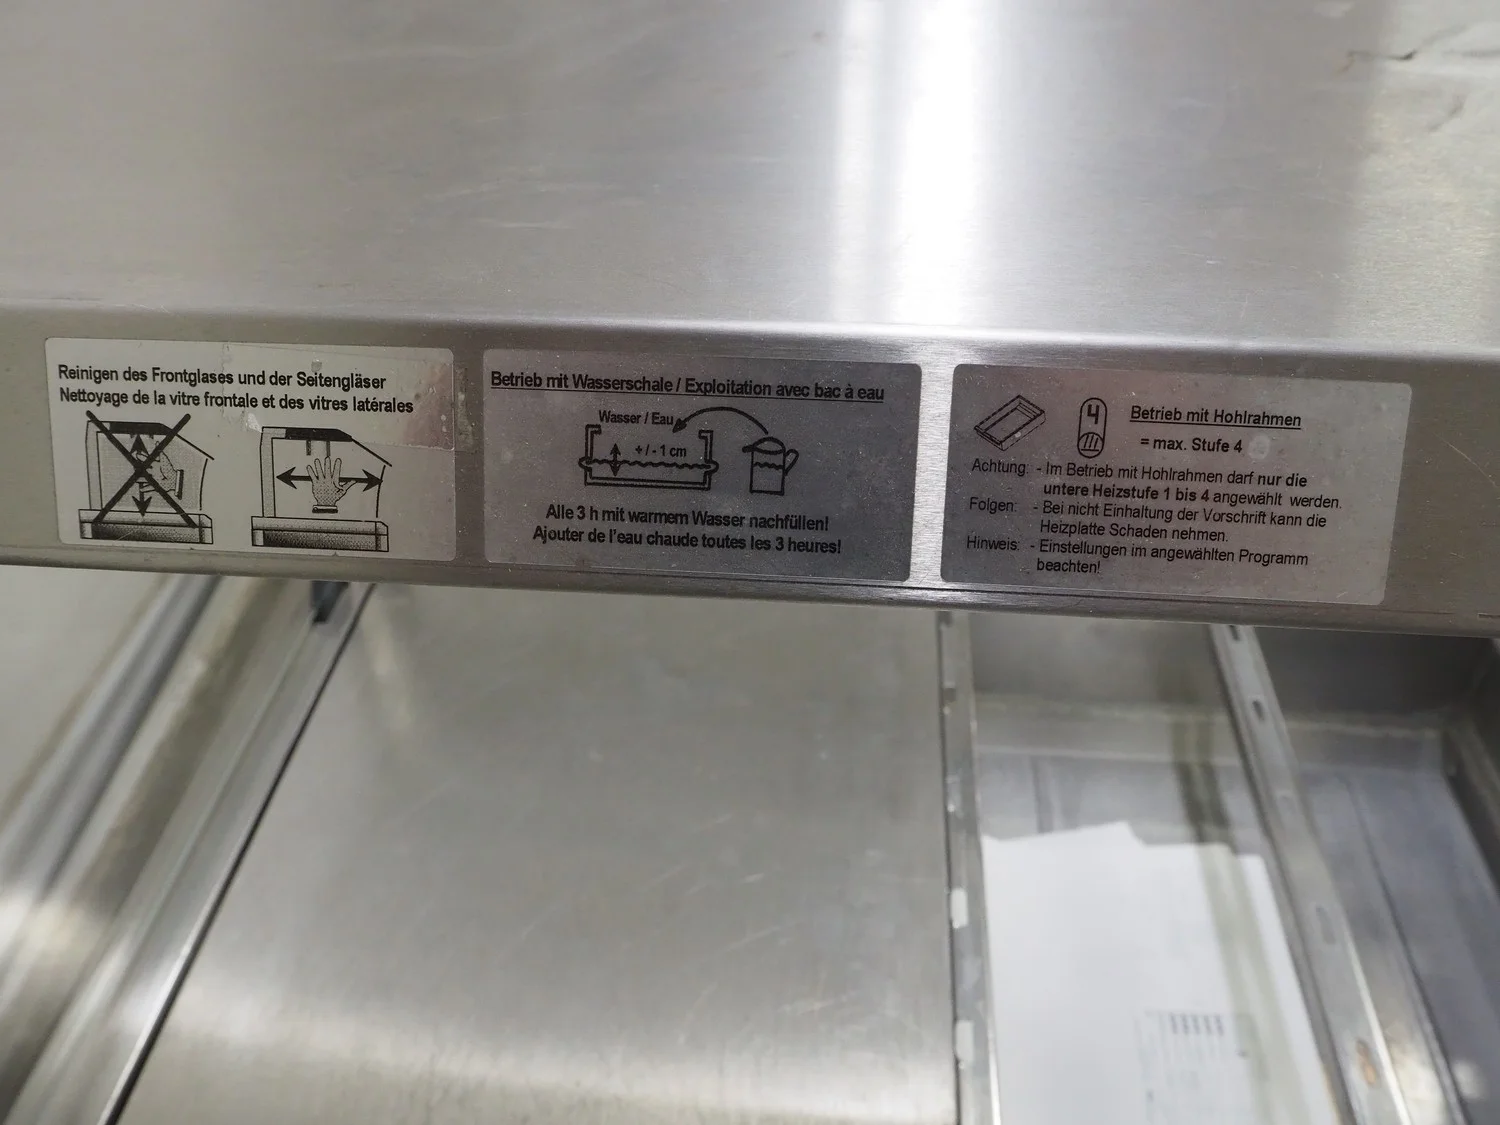 Reinigen des Frontglases und der Seitengläser
Nettoyage de la vitre frontale et des vitres latérales
Betrieb mit Wasserschale / Exploitation avec bac à eau
Wasser / Eau
+ / - 1 cm
Alle 3 h mit warmem Wasser nachfüllen!
Ajouter de l'eau chaude toutes les 3 heures!
4
Betrieb mit Hohlrahmen
= max. Stufe 4
Achtung: - Im Betrieb mit Hohlrahmen darf nur die
untere Heizstufe 1 bis 4 angewählt werden.
Folgen: - Bei nicht Einhaltung der Vorschrift kann die
Heizplatte Schaden nehmen.
Hinweis: - Einstellungen im angewählten Programm
beachten!